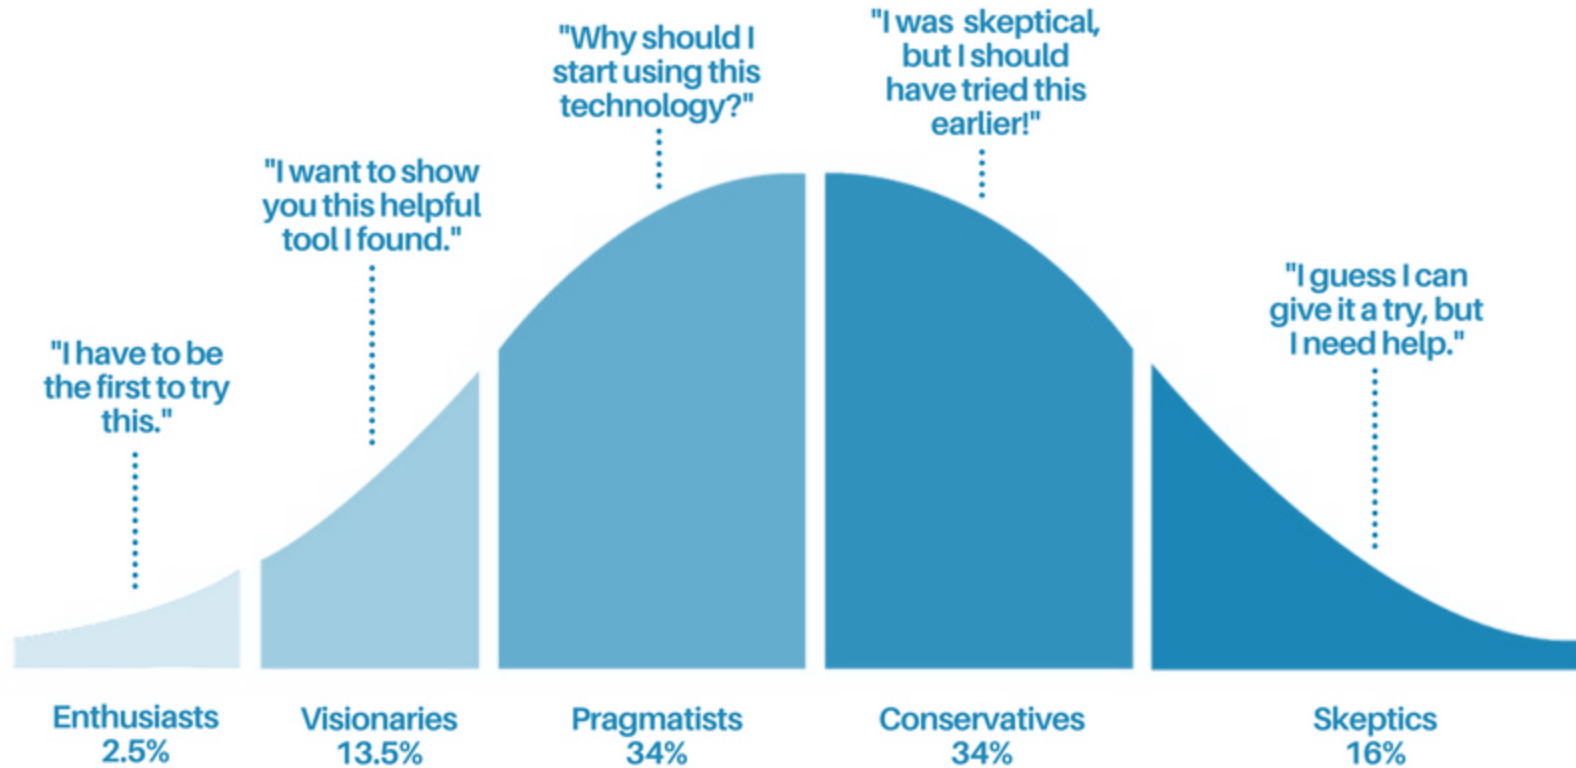 "I have to be
the first to try
this."
"I want to show
you this helpful
tool I found."
"Why should I
start using this
technology?"
"I was skeptical,
but I should
have tried this
earlier!"
"I guess I can
give it a try, but
I need help."
Enthusiasts
2.5%
Visionaries
13.5%
Pragmatists
34%
Conservatives
34%
Skeptics
16%